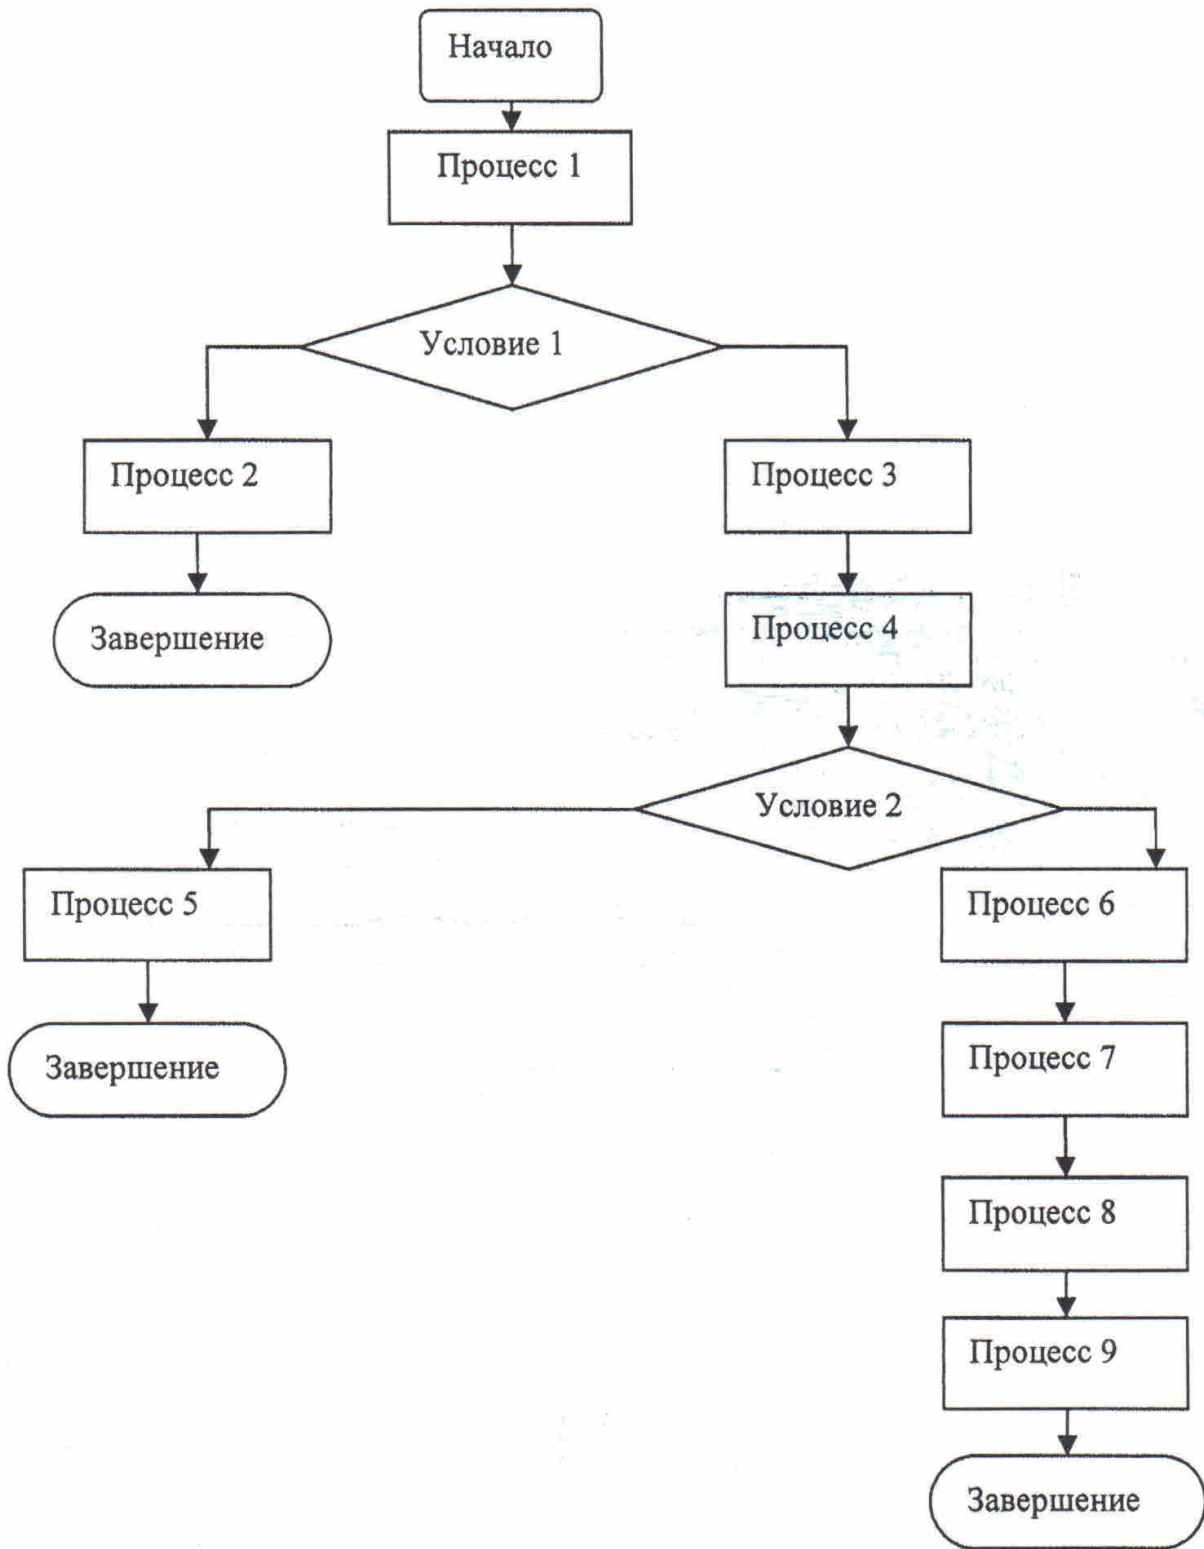 Начало
Процесс 1
Условие 1
Процесс 2
Процесс 3
Завершение
Процесс 4
Условие 2
Процесс 5
Процесс 6
Завершение
Процесс 7
Процесс 8
Процесс 9
Завершение